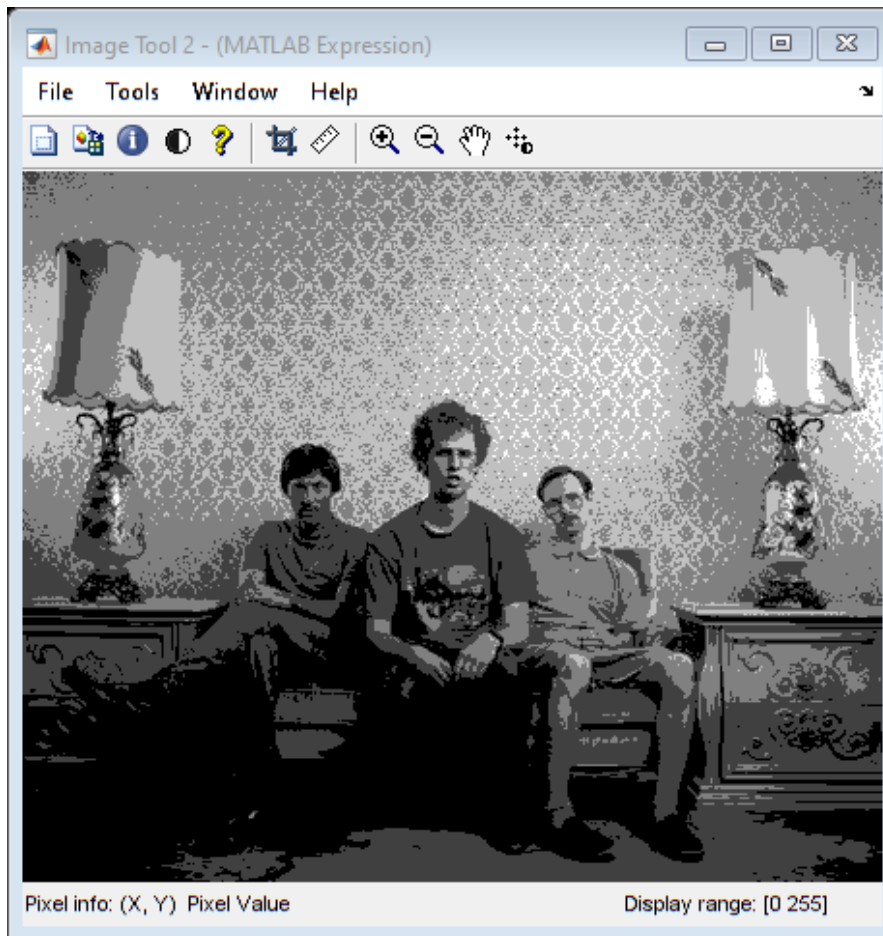 Image Tool 2 - (MATLAB Expression)
File Tools Window Help
Pixel info: (X, Y) Pixel Value Display range: [0 255]